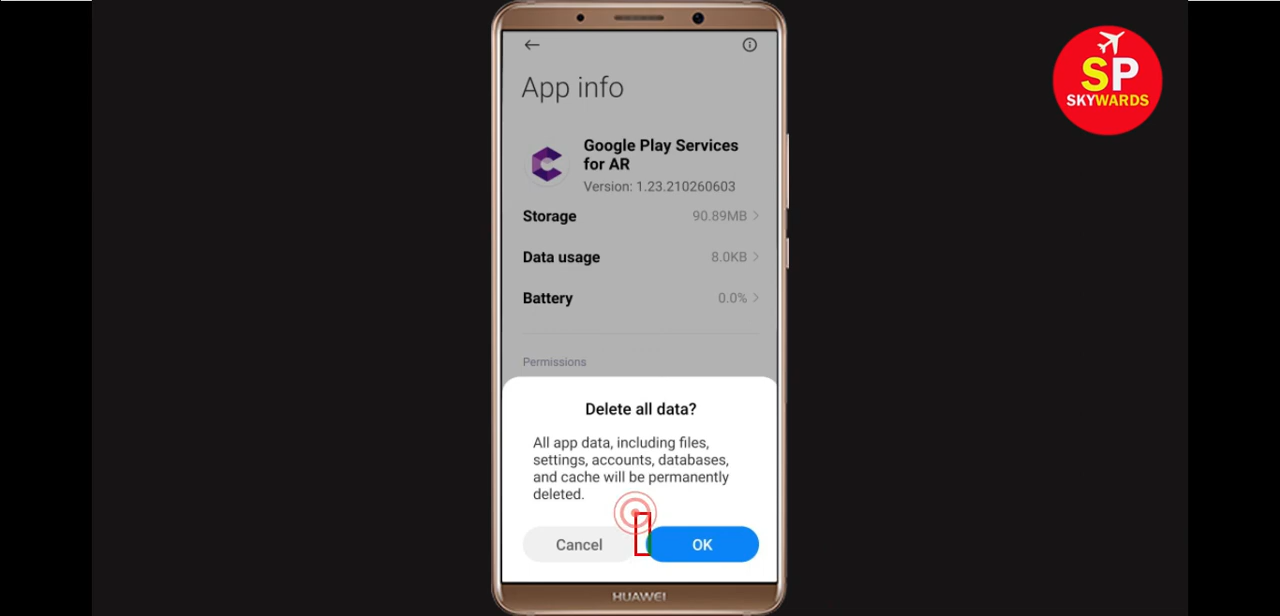 App info
Google Play Services
for AR
Version: 1.23.210260603
Storage 90.89MB
Data usage 8.0KB
Battery 0.0%
Permissions
Delete all data?
All app data, including files,
settings, accounts, databases,
and cache will be permanently
deleted.
Cancel OK
HUAWEI
SP
SKYWARDS